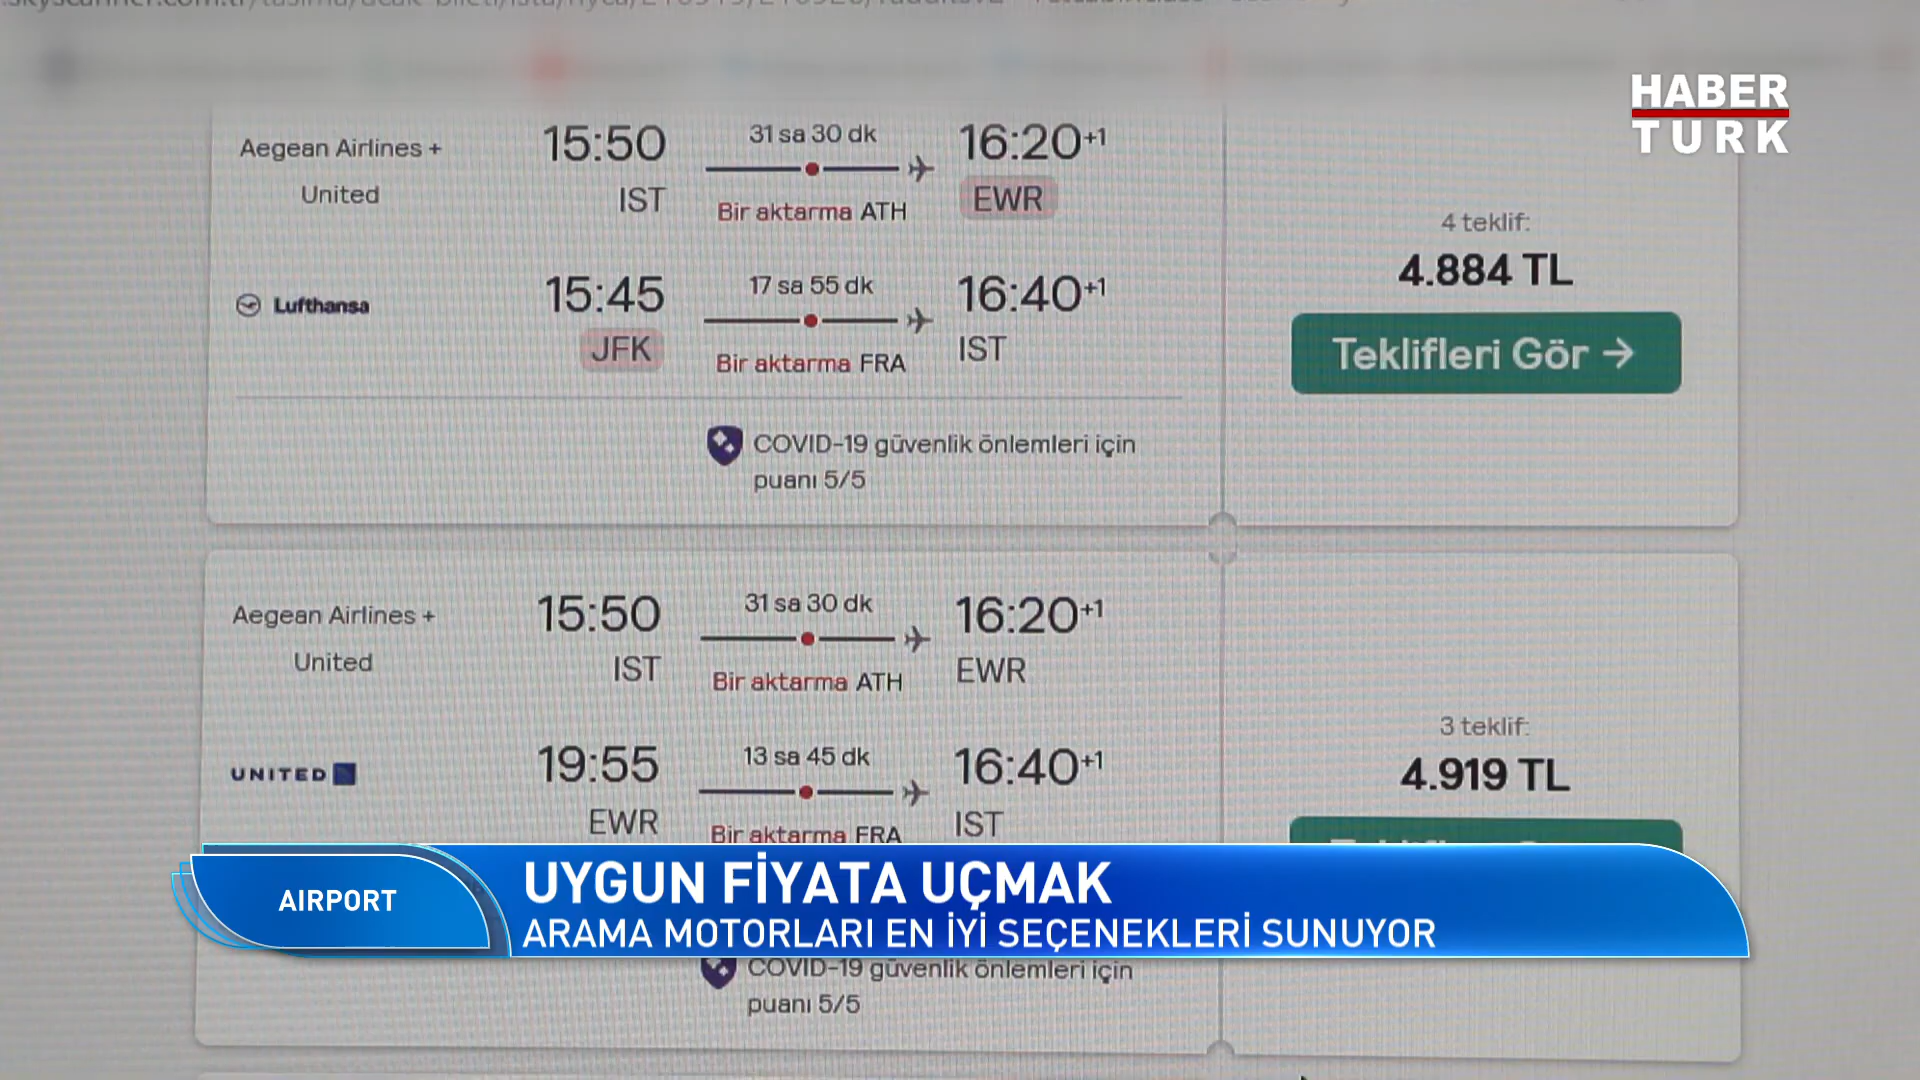 HABER
TURK
Aegean Airlines +
United
15:50
IST
31 sa 30 dk
Bir aktarma ATH
16:20+1
EWR
Lufthansa
15:45
JFK
17 sa 55 dk
Bir aktarma FRA
16:40+1
IST
COVID-19 güvenlik önlemleri için
puanı 5/5
4 teklif:
4.884 TL
Teklifleri Gör →
Aegean Airlines +
United
15:50
IST
31 sa 30 dk
Bir aktarma ATH
16:20+1
EWR
UNITED
19:55
EWR
13 sa 45 dk
Bir aktarma FRA
16:40+1
IST
3 teklif:
4.919 TL
AIRPORT
UYGUN FİYATA UÇMAK
ARAMA MOTORLARI EN İYİ SEÇENEKLERİ SUNUYOR
COVID-19 güvenlik önlemleri için
puanı 5/5